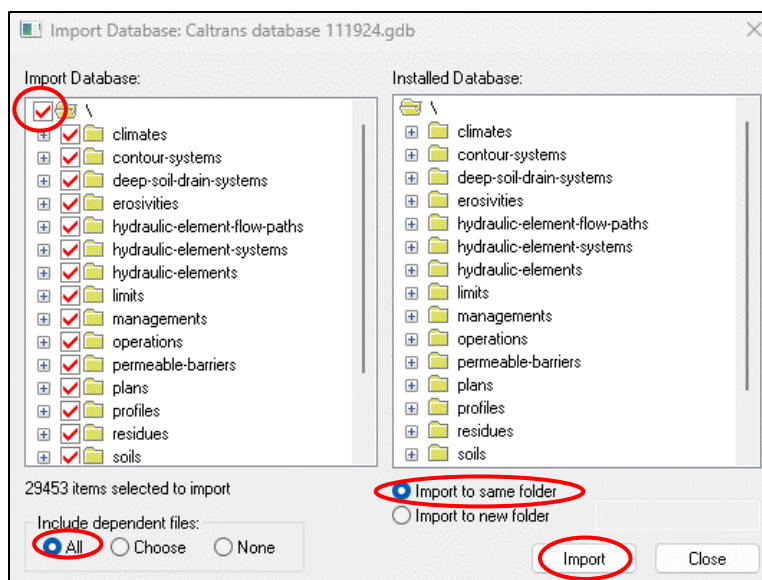 Import Database: Caltrans database 111924.gdb
Import Database:
\
climates
contour-systems
deep-soil-drain-systems
erosivities
hydraulic-element-flow-paths
hydraulic-element-systems
hydraulic-elements
limits
managements
operations
permeable-barriers
plans
profiles
residues
soils
29453 items selected to import
Include dependent files:
All Choose None
Installed Database:
\
climates
contour-systems
deep-soil-drain-systems
erosivities
hydraulic-element-flow-paths
hydraulic-element-systems
hydraulic-elements
limits
managements
operations
permeable-barriers
plans
profiles
residues
soils
Import to same folder
Import to new folder
Import Close